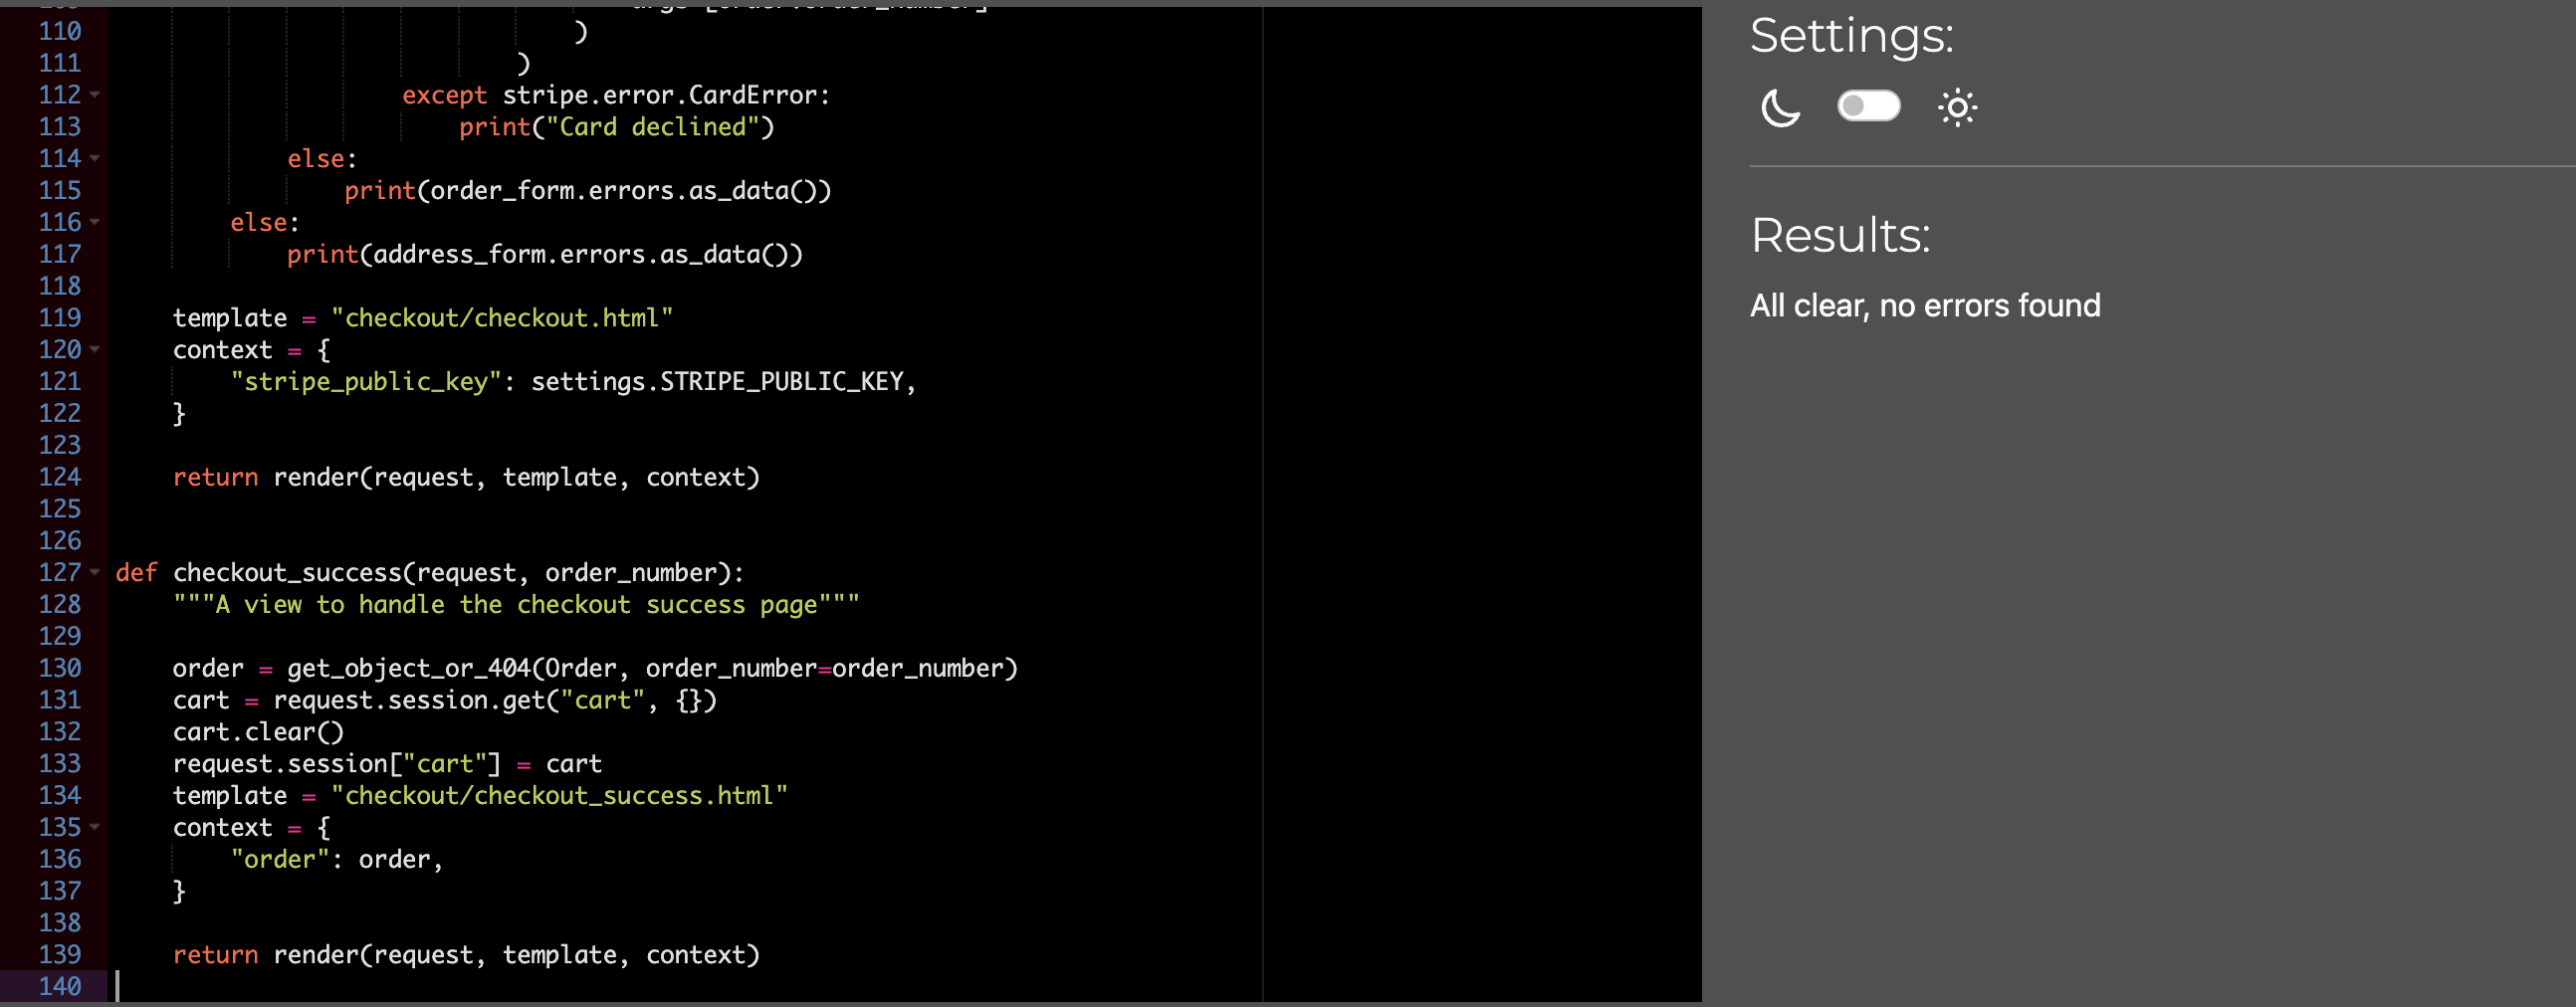 110                                 )
111                             )
112                     except stripe.error.CardError:
113                         print("Card declined")
114             else:
115                 print(order_form.errors.as_data())
116         else:
117             print(address_form.errors.as_data())
118
119     template = "checkout/checkout.html"
120     context = {
121         "stripe_public_key": settings.STRIPE_PUBLIC_KEY,
122     }
123
124     return render(request, template, context)
125
126
127 def checkout_success(request, order_number):
128     """A view to handle the checkout success page"""
129
130     order = get_object_or_404(Order, order_number=order_number)
131     cart = request.session.get("cart", {})
132     cart.clear()
133     request.session["cart"] = cart
134     template = "checkout/checkout_success.html"
135     context = {
136         "order": order,
137     }
138
139     return render(request, template, context)
140
Settings:
Results:
All clear, no errors found